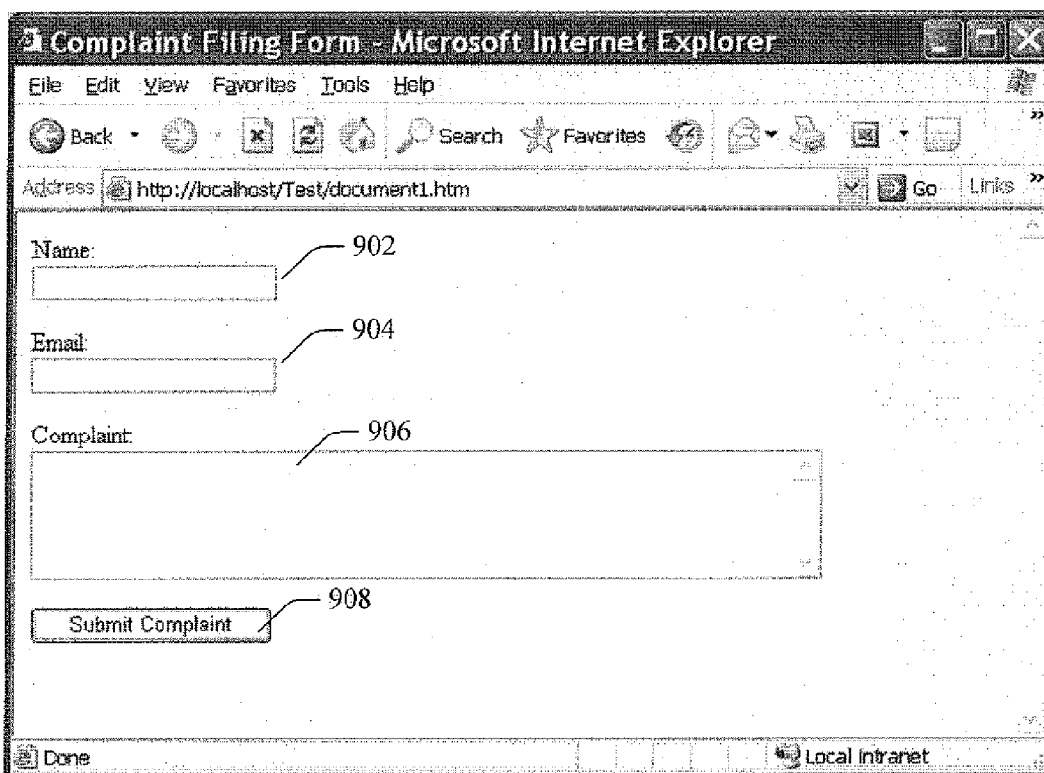 Complaint Filing Form - Microsoft Internet Explorer
File Edit View Favorites Tools Help
Back Search Favorites »
Address http://localhost/Test/document1.htm Go Links »
Name: 902
Email: 904
Complaint: 906
Submit Complaint 908
Done Local intranet